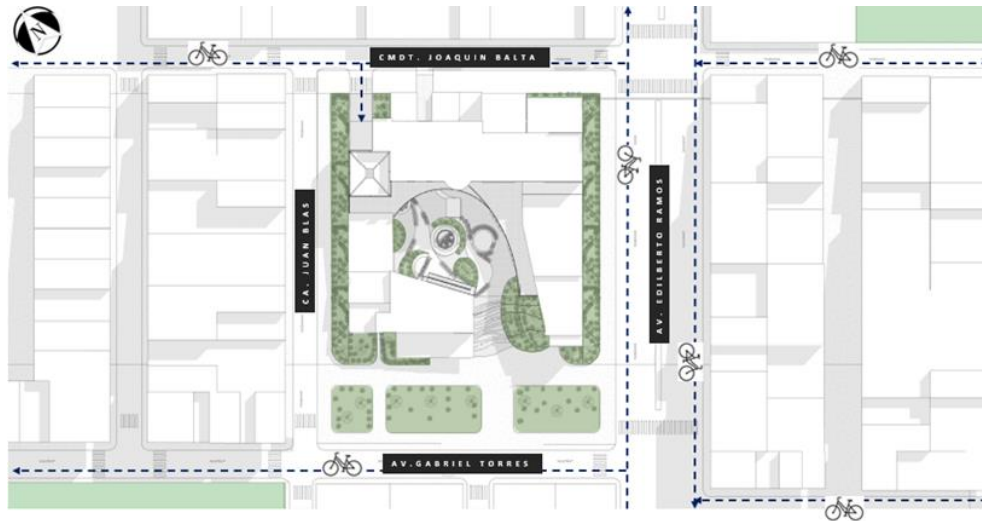 N
CMDT. JOAQUIN BALTA
CA. JUAN BLAS
AV. EDILBERTO RAMOS
AV.GABRIEL TORRES